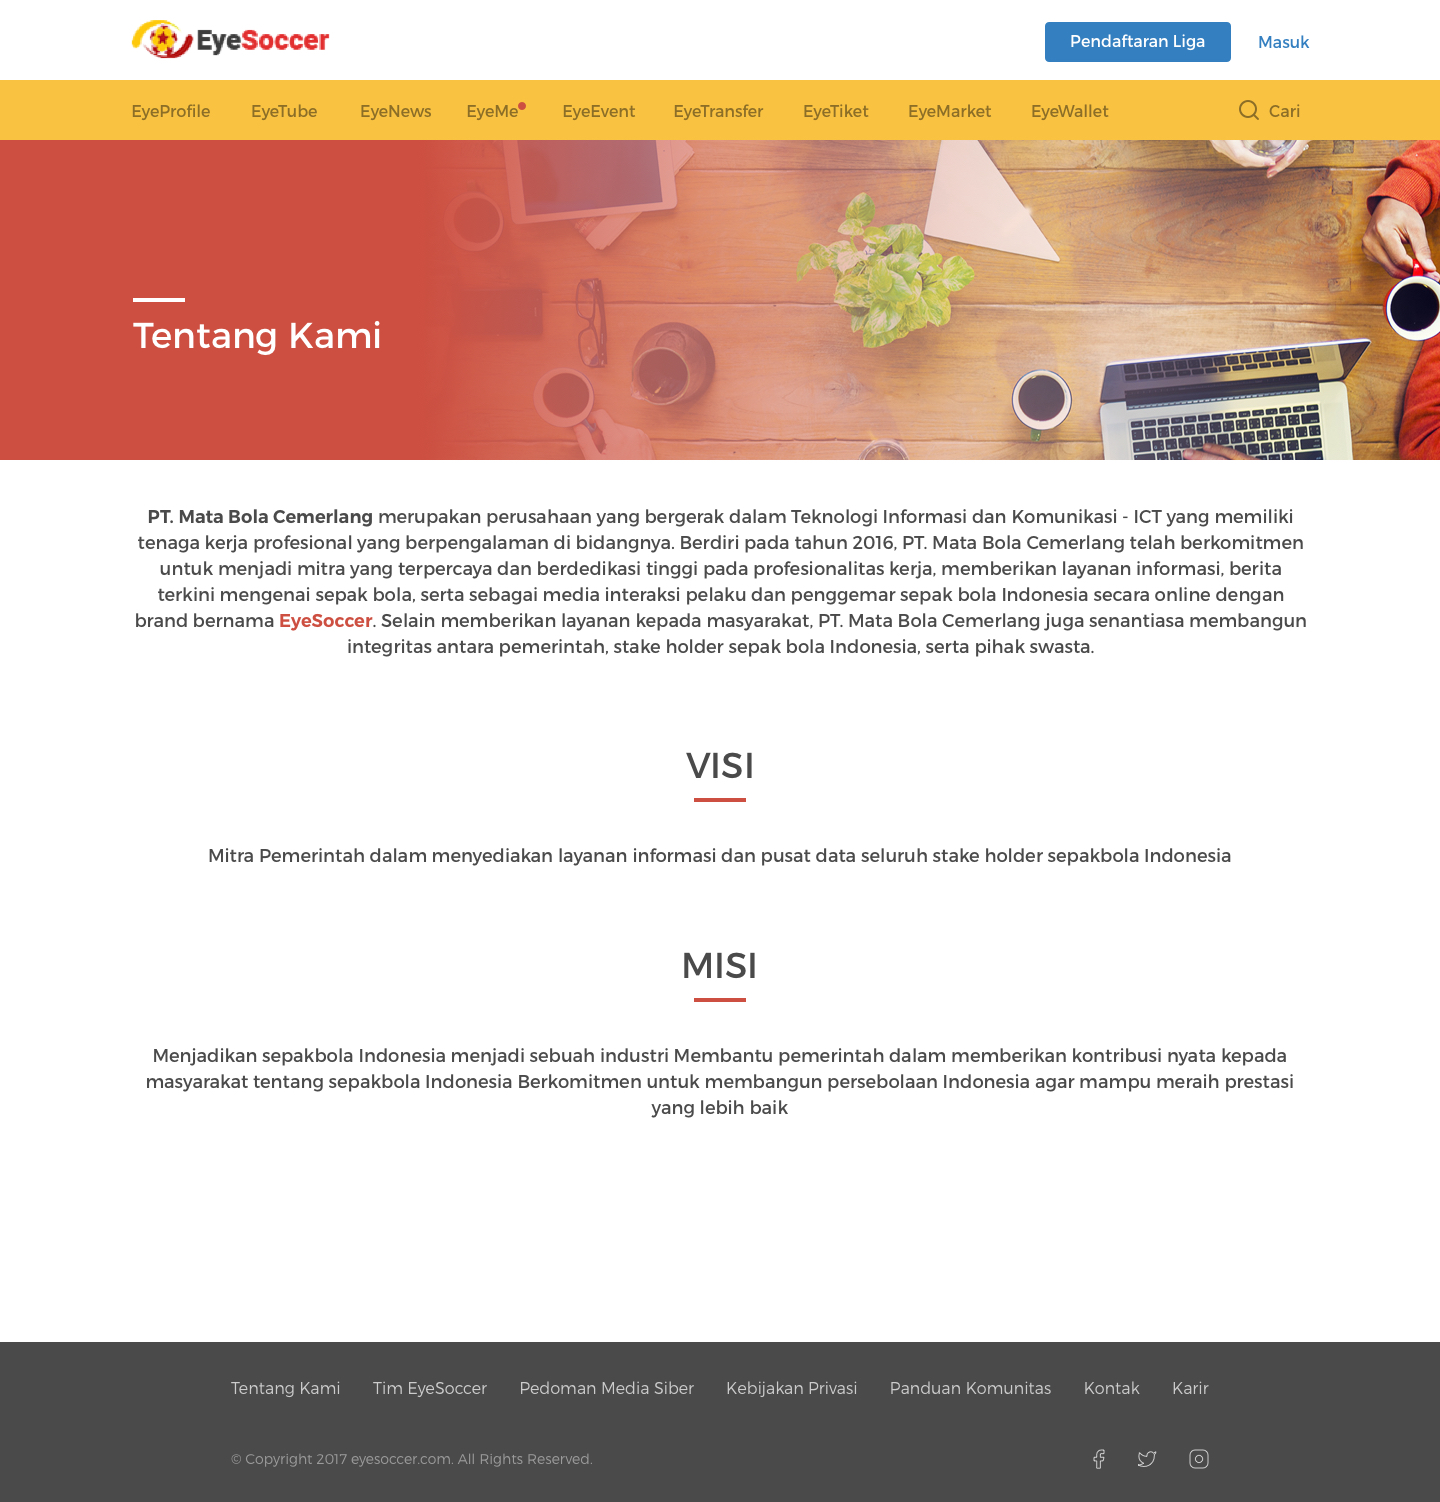 EyeSoccer
Pendaftaran Liga
Masuk
EyeProfile EyeTube EyeNews EyeMe EyeEvent EyeTransfer EyeTiket EyeMarket EyeWallet Cari
Tentang Kami
PT. Mata Bola Cemerlang merupakan perusahaan yang bergerak dalam Teknologi Informasi dan Komunikasi - ICT yang memiliki
tenaga kerja profesional yang berpengalaman di bidangnya. Berdiri pada tahun 2016, PT. Mata Bola Cemerlang telah berkomitmen
untuk menjadi mitra yang terpercaya dan berdedikasi tinggi pada profesionalitas kerja, memberikan layanan informasi, berita
terkini mengenai sepak bola, serta sebagai media interaksi pelaku dan penggemar sepak bola Indonesia secara online dengan
brand bernama EyeSoccer. Selain memberikan layanan kepada masyarakat, PT. Mata Bola Cemerlang juga senantiasa membangun
integritas antara pemerintah, stake holder sepak bola Indonesia, serta pihak swasta.
VISI
Mitra Pemerintah dalam menyediakan layanan informasi dan pusat data seluruh stake holder sepakbola Indonesia
MISI
Menjadikan sepakbola Indonesia menjadi sebuah industri Membantu pemerintah dalam memberikan kontribusi nyata kepada
masyarakat tentang sepakbola Indonesia Berkomitmen untuk membangun persebolaan Indonesia agar mampu meraih prestasi
yang lebih baik
Tentang Kami Tim EyeSoccer Pedoman Media Siber Kebijakan Privasi Panduan Komunitas Kontak Karir
© Copyright 2017 eyesoccer.com. All Rights Reserved.